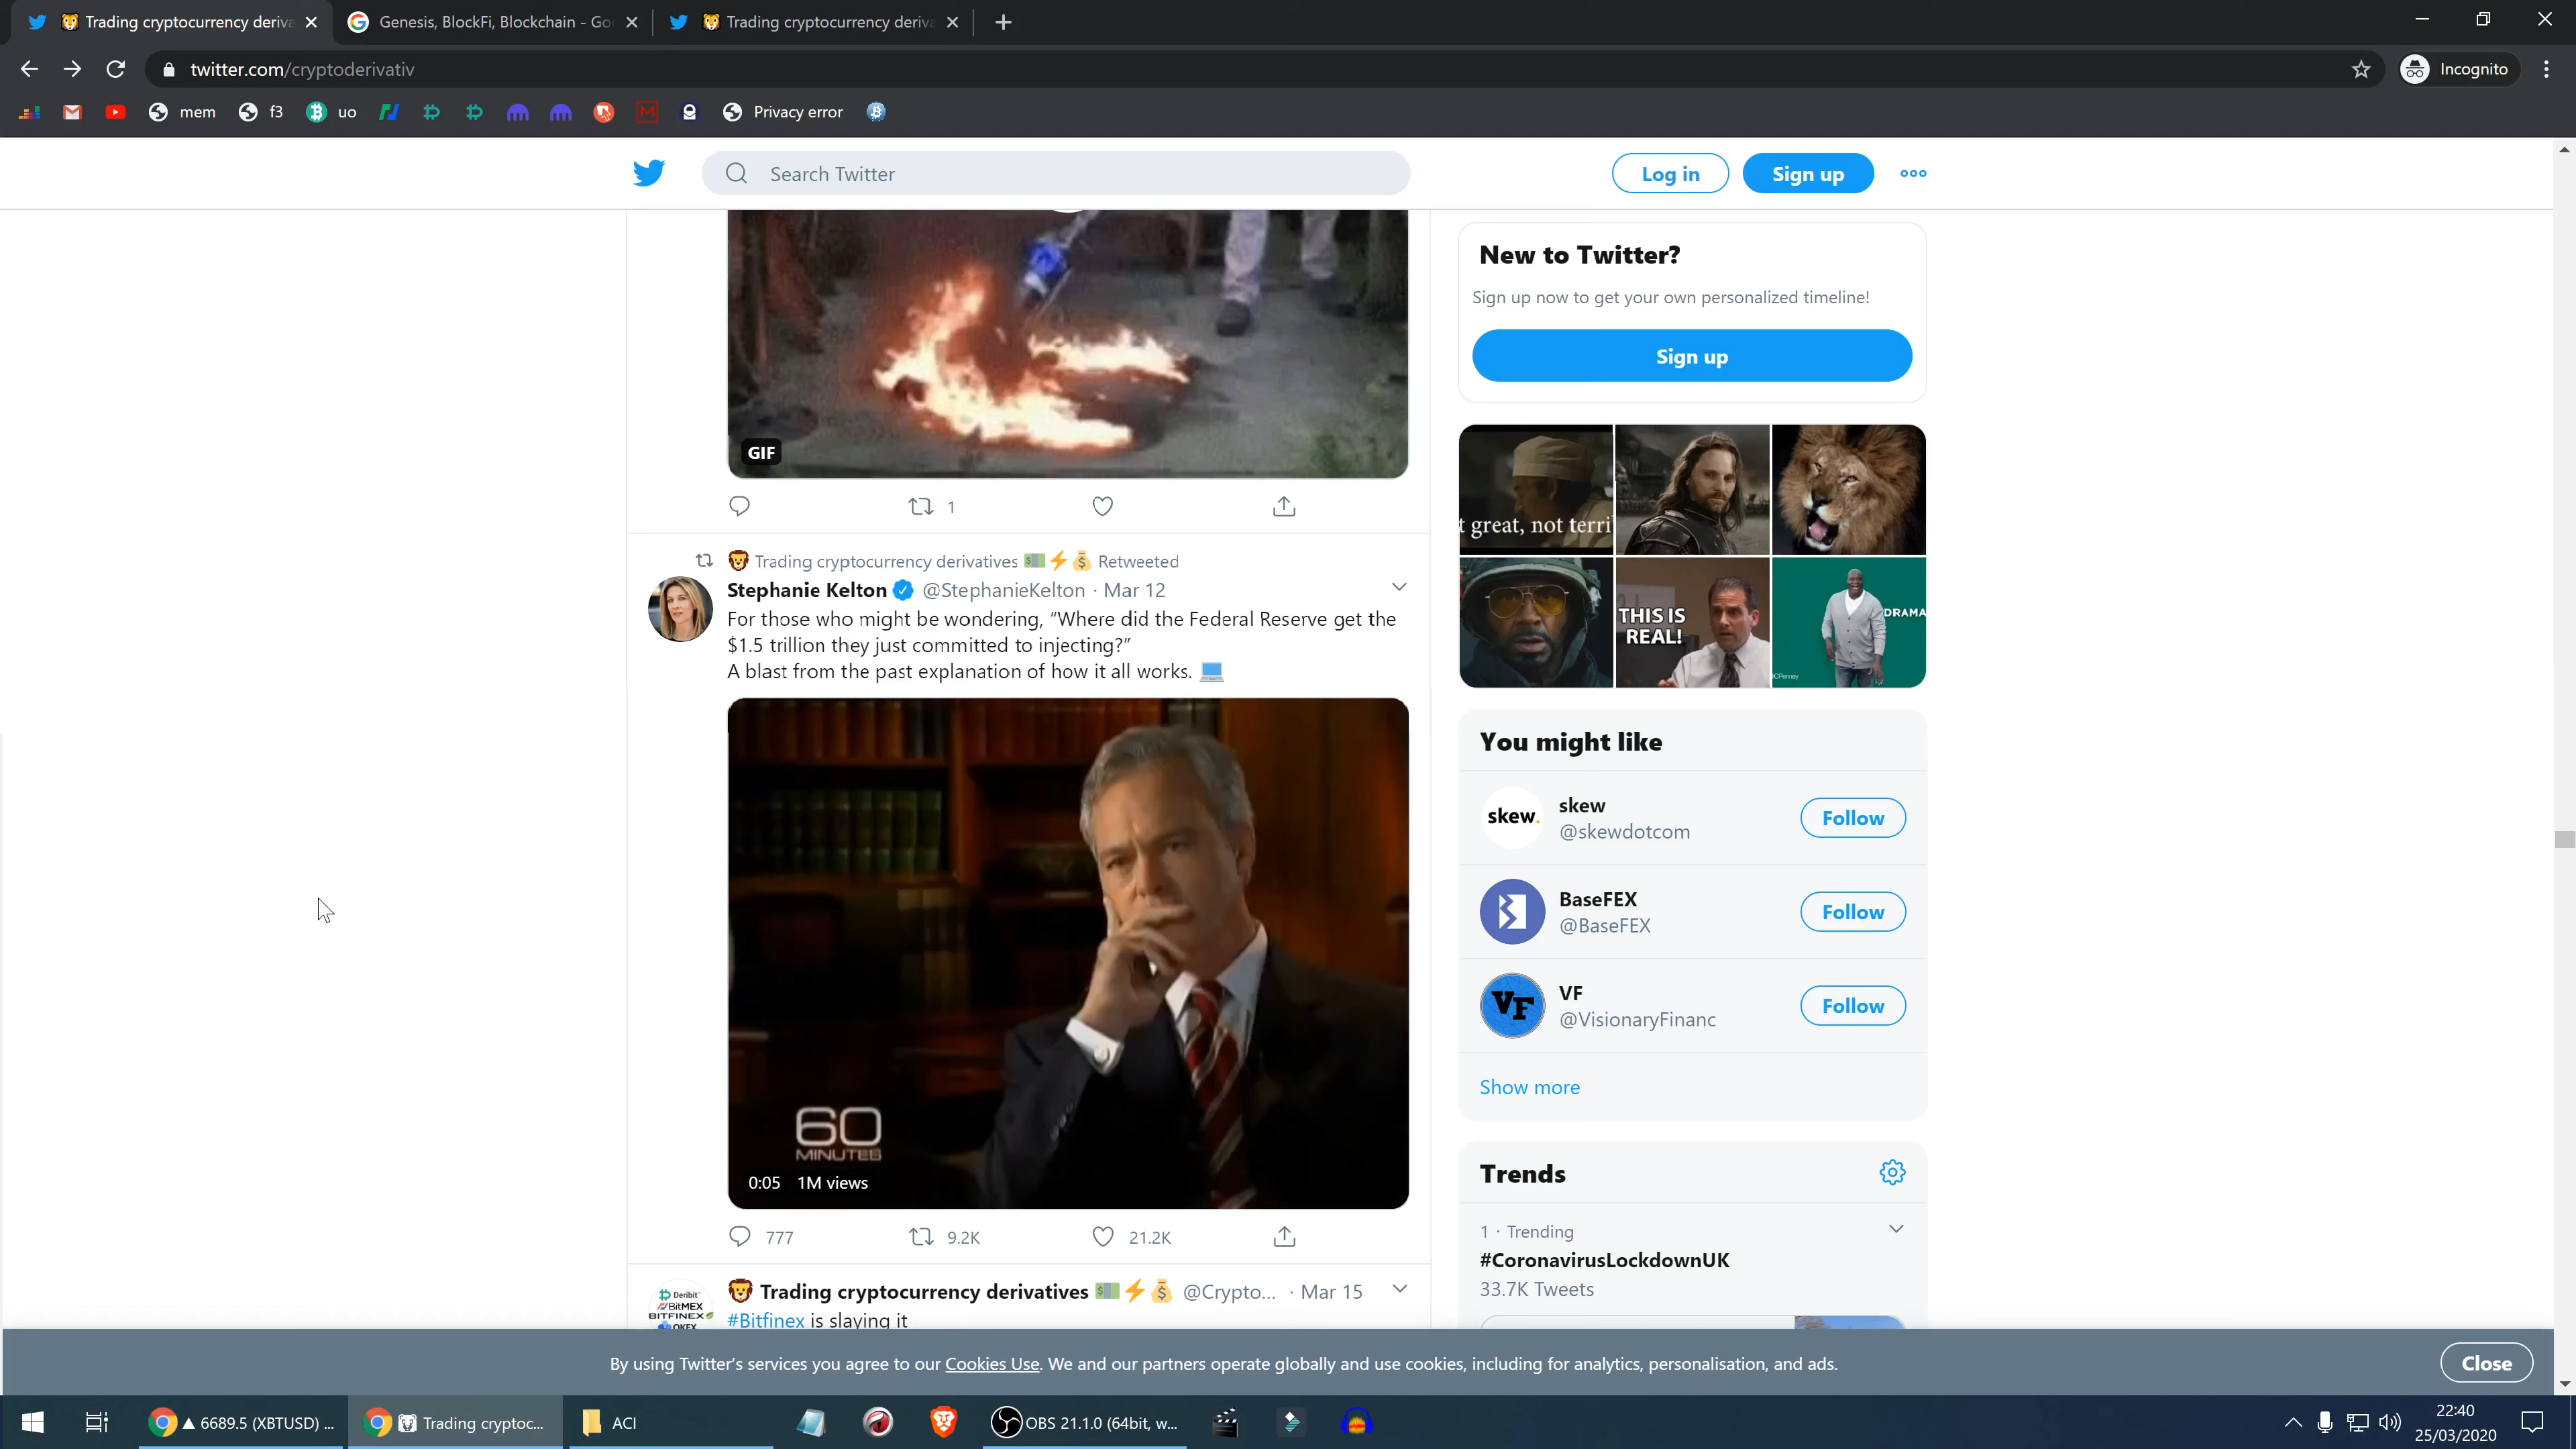 Trading cryptocurrency deriva
Genesis, BlockFi, Blockchain - Go
Trading cryptocurrency deriva
twitter.com/cryptoderivativ
Incognito
mem
f3
uo
Privacy error
Search Twitter
Log in
Sign up
GIF
1
Trading cryptocurrency derivatives Retweeted
Stephanie Kelton @StephanieKelton · Mar 12
For those who might be wondering, “Where did the Federal Reserve get the
$1.5 trillion they just committed to injecting?”
A blast from the past explanation of how it all works.
60
MINUTES
0:05 1M views
777 9.2K 21.2K
Deribit
BitMEX
BITFINEX
OKEX
Trading cryptocurrency derivatives @Crypto... · Mar 15
#Bitfinex is slaying it
New to Twitter?
Sign up now to get your own personalized timeline!
Sign up
t great, not terri
THIS IS
REAL!
DRAMA
JCPenney
You might like
skew.
skew
@skewdotcom
Follow
BaseFEX
@BaseFEX
Follow
VF
VF
@VisionaryFinanc
Follow
Show more
Trends
1 · Trending
#CoronavirusLockdownUK
33.7K Tweets
By using Twitter’s services you agree to our Cookies Use. We and our partners operate globally and use cookies, including for analytics, personalisation, and ads.
Close
▲ 6689.5 (XBTUSD) ...
Trading cryptoc...
ACI
OBS 21.1.0 (64bit, w...
22:40
25/03/2020